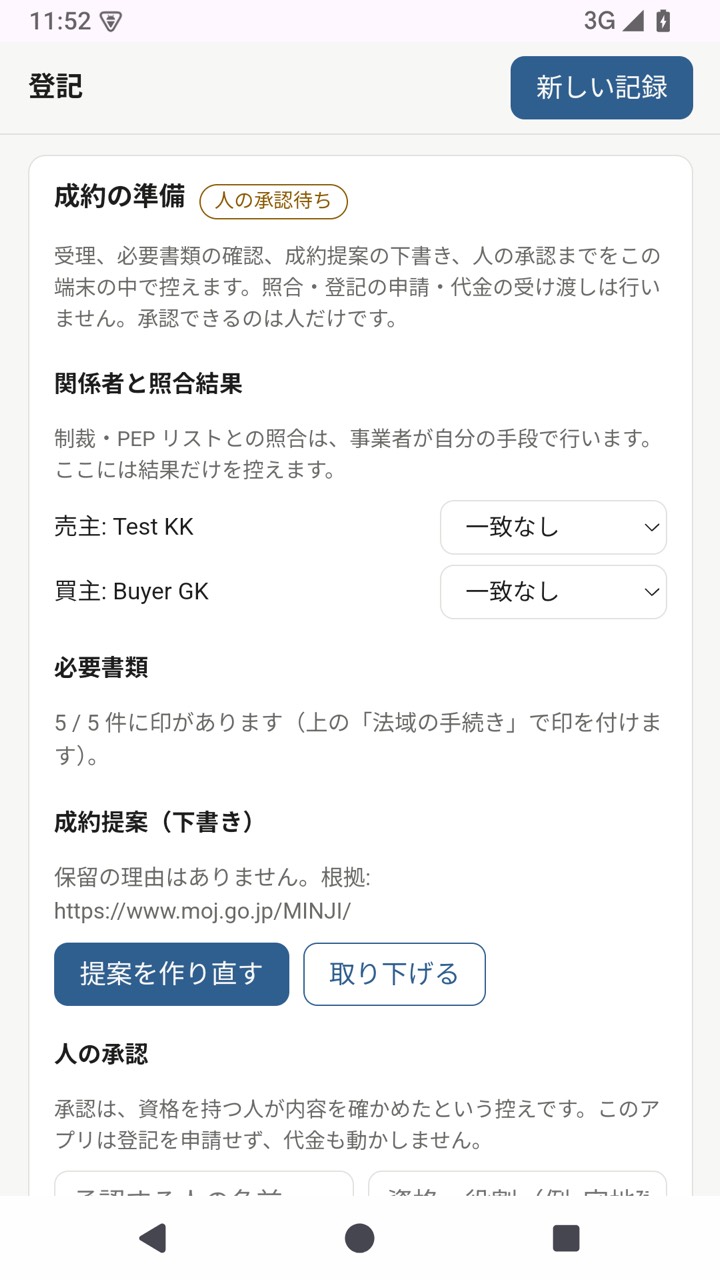 11:52
3G
登記
新しい記録
成約の準備
人の承認待ち
受理、必要書類の確認、成約提案の下書き、人の承認までをこの
端末の中で控えます。照合・登記の申請・代金の受け渡しは行い
ません。承認できるのは人だけです。
関係者と照合結果
制裁・PEP リストとの照合は、事業者が自分の手段で行います。
ここには結果だけを控えます。
売主: Test KK
一致なし
買主: Buyer GK
一致なし
必要書類
5 / 5 件に印があります（上の「法域の手続き」で印を付けま
す）。
成約提案（下書き）
保留の理由はありません。根拠:
https://www.moj.go.jp/MINJI/
提案を作り直す
取り下げる
人の承認
承認は、資格を持つ人が内容を確かめたという控えです。このア
プリは登記を申請せず、代金も動かしません。